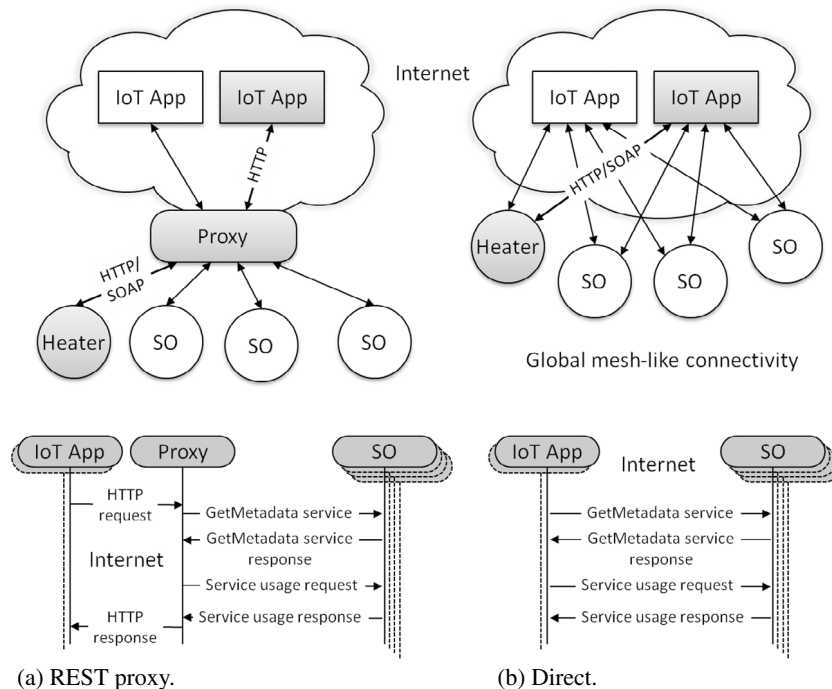 Internet
IoT App
IoT App
HTTP
Proxy
HTTP/
SOAP
Heater
SO
SO
SO
IoT App
IoT App
HTTP/SOAP
Heater
SO
SO
SO
Global mesh-like connectivity
IoT App
Proxy
SO
HTTP
request
GetMetadata service
GetMetadata service
response
Internet
Service usage request
Service usage response
HTTP
response
(a) REST proxy.
IoT App
Internet
SO
GetMetadata service
GetMetadata service
response
Service usage request
Service usage response
(b) Direct.